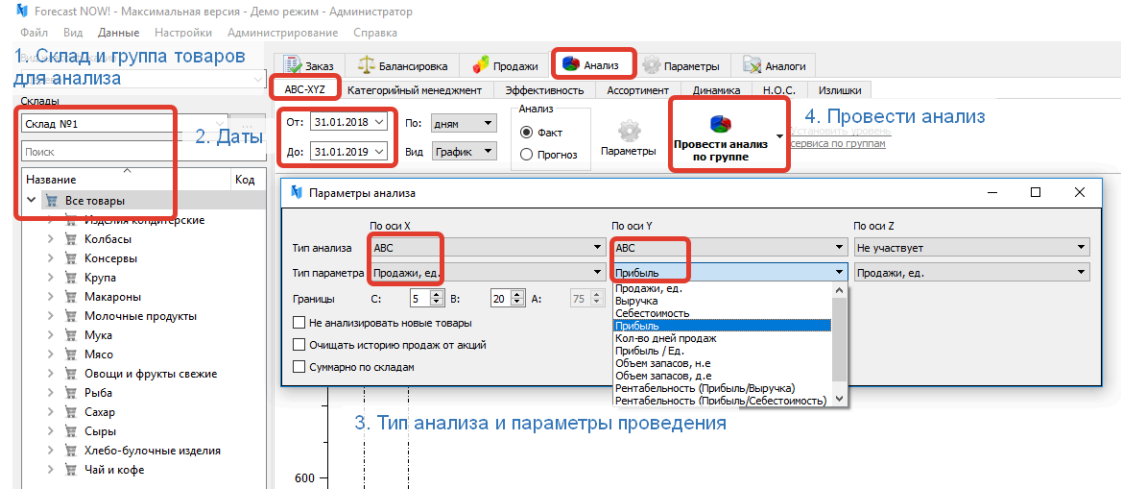 Forecast NOW! - Максимальная версия - Демо режим - Администратор
Файл Вид Данные Настройки Администрирование Справка
1. Склад и группа товаров
для анализа
Склады
Склад №1
...
Поиск
Название Код
Все товары
Изделия кондитерские
Колбасы
Консервы
Крупа
Макароны
Молочные продукты
Мука
Мясо
Овощи и фрукты свежие
Рыба
Сахар
Сыры
Хлебо-булочные изделия
Чай и кофе
2. Даты
Заказ Балансировка Продажи Анализ Параметры Аналоги
ABC-XYZ Категорийный менеджмент Эффективность Ассортимент Динамика Н.О.С. Излишки
От: 31.01.2018 По: дням
До: 31.01.2019 Вид График
Анализ
Факт
Прогноз
Параметры
Провести анализ
по группе
4. Провести анализ
Установить уровень
сервиса по группам
Параметры анализа
По оси X По оси Y По оси Z
Тип анализа ABC ABC Не участвует
Тип параметра Продажи, ед. Прибыль Продажи, ед.
Границы C: 5 B: 20 A: 75
Не анализировать новые товары
Очищать историю продаж от акций
Суммарно по складам
Продажи, ед.
Выручка
Себестоимость
Прибыль
Кол-во дней продаж
Прибыль / Ед.
Объем запасов, н.е
Объем запасов, д.е
Рентабельность (Прибыль/Выручка)
Рентабельность (Прибыль/Себестоимость)
3. Тип анализа и параметры проведения
600